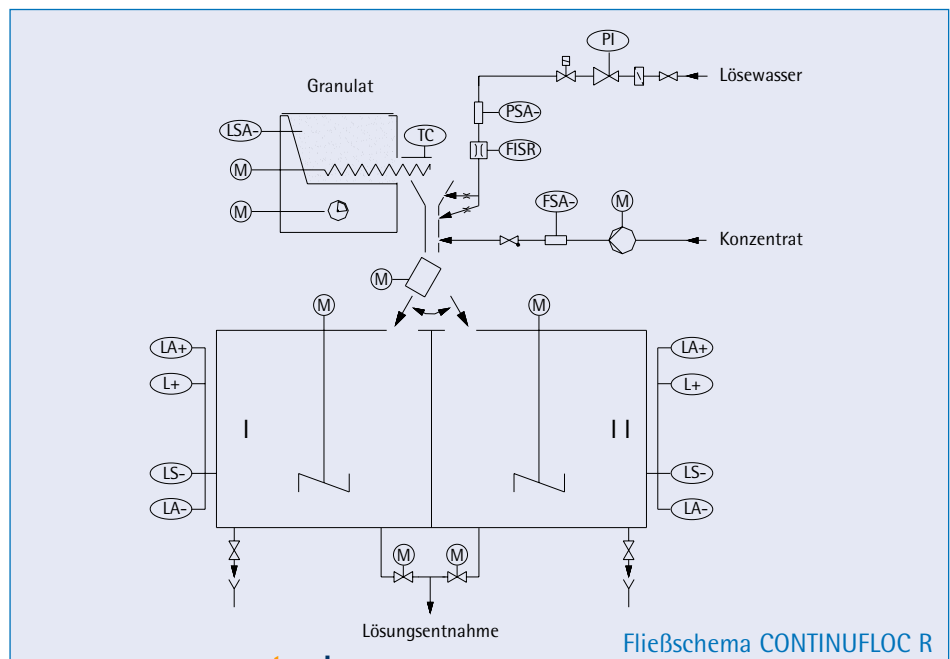 PI
Lösewasser
Granulat
PSA-
LSA-
TC
FISR
M
FSA-
M
M
Konzentrat
M
M
M
LA+
LA+
L+
L+
I
II
LS-
LS-
LA-
LA-
M
M
Lösungsentnahme
Fließschema CONTINUFLOC R